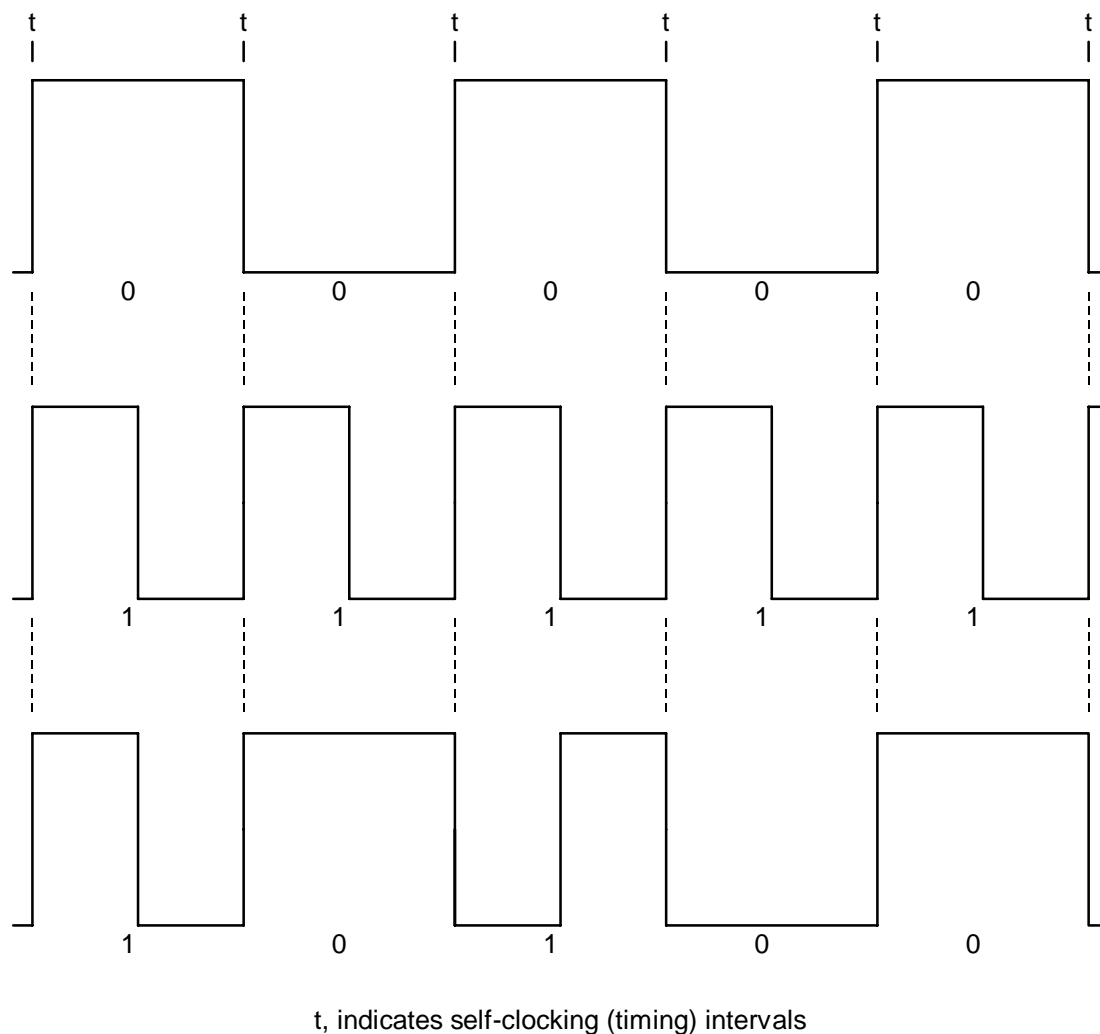 t t t t t t
0 0 0 0 0
1 1 1 1 1
1 0 1 0 0
t, indicates self-clocking (timing) intervals